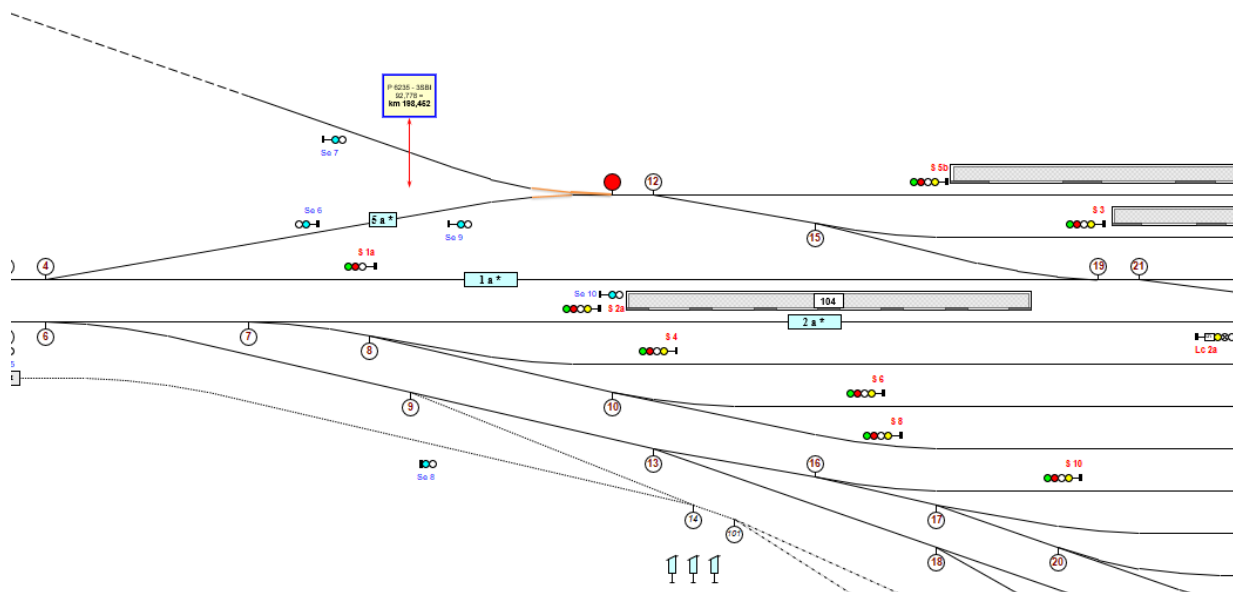 P 6235 - 3SBI
92,778 =
km 198,452
Se 7
12
S 5b
S 3
Se 6
5 a *
Se 9
15
4
S 1a
1 a *
19
21
Se 10
104
S 2a
2 a *
6
7
8
S 4
Lc 2a
9
10
S 6
S 8
13
16
Se 8
S 10
14
17
101
18
20